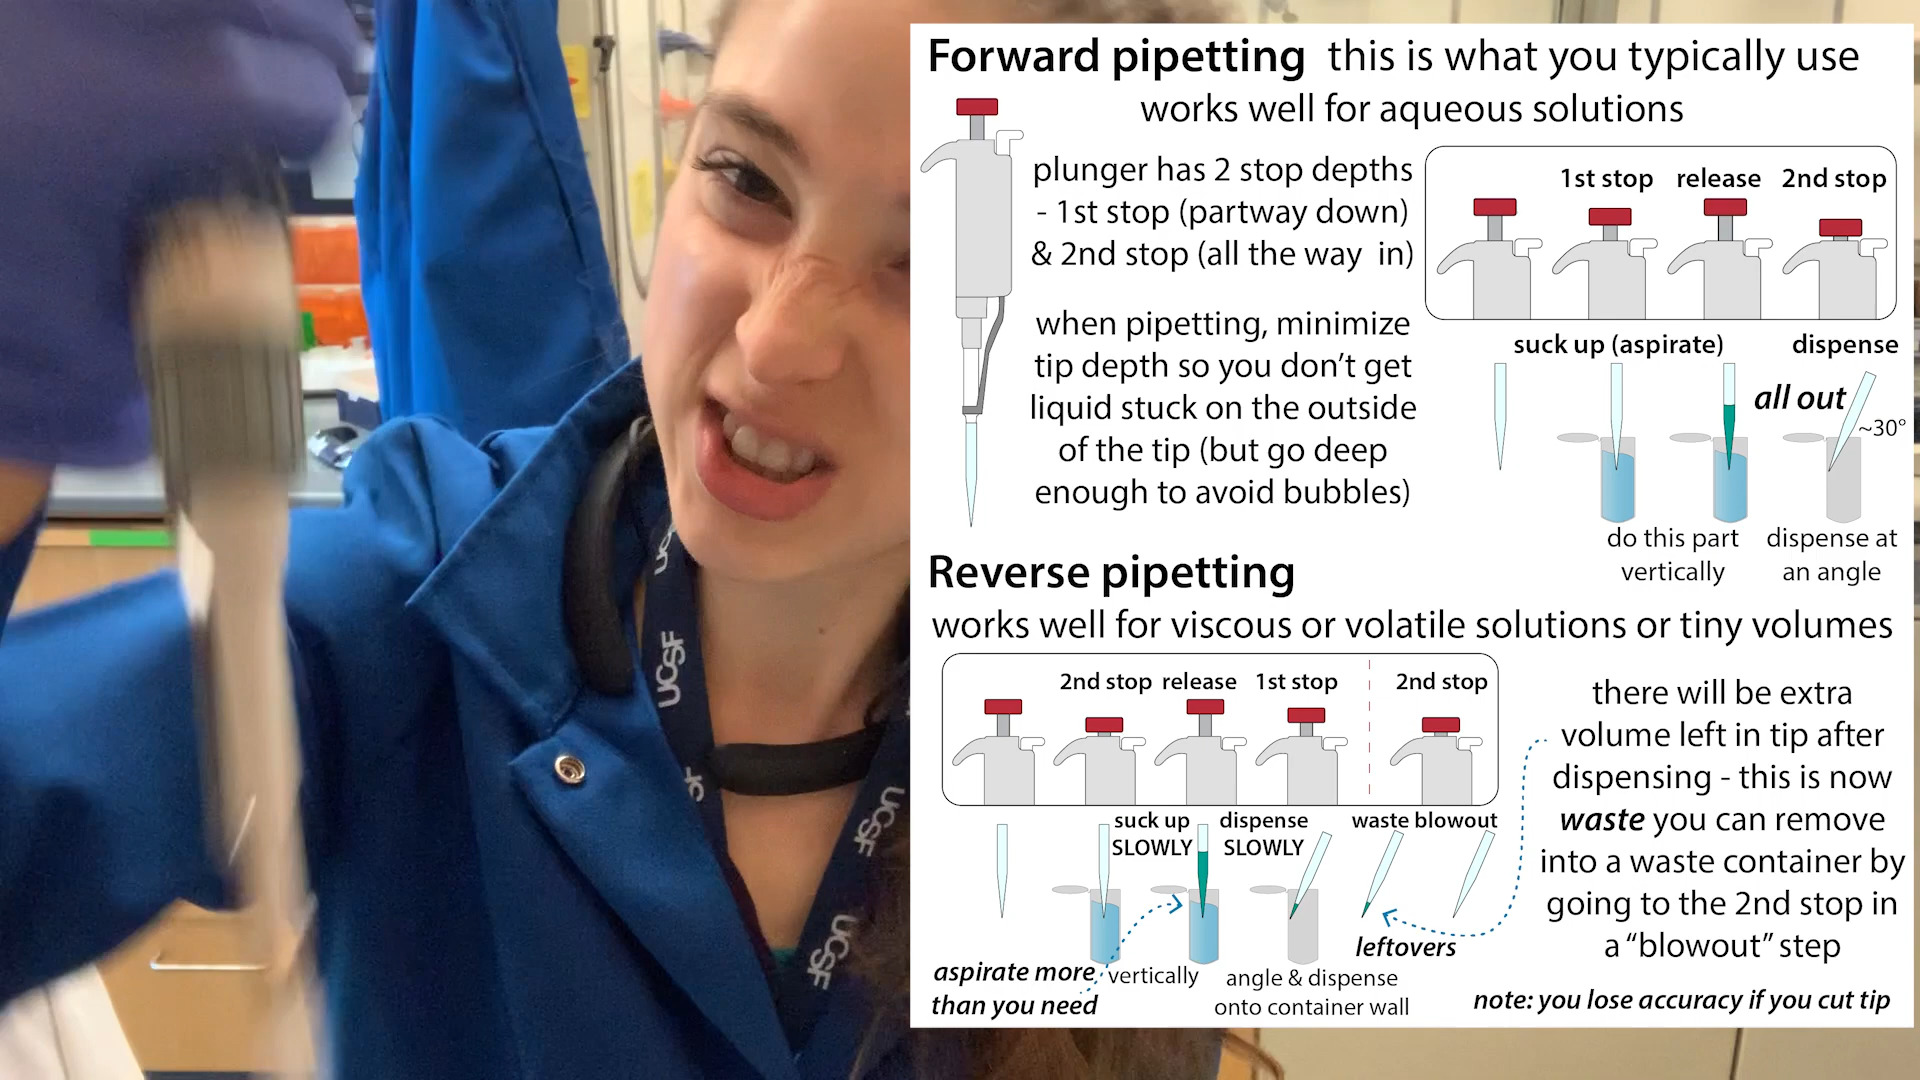 Forward pipetting this is what you typically use
works well for aqueous solutions
plunger has 2 stop depths
- 1st stop (partway down)
& 2nd stop (all the way in)
when pipetting, minimize
tip depth so you don't get
liquid stuck on the outside
of the tip (but go deep
enough to avoid bubbles)
1st stop release 2nd stop
suck up (aspirate) dispense
all out
~30°
do this part
vertically
dispense at
an angle
Reverse pipetting
works well for viscous or volatile solutions or tiny volumes
2nd stop release 1st stop 2nd stop
suck up
SLOWLY
dispense
SLOWLY
waste blowout
leftovers
aspirate more
than you need
vertically
angle & dispense
onto container wall
there will be extra
volume left in tip after
dispensing - this is now
waste you can remove
into a waste container by
going to the 2nd stop in
a "blowout" step
note: you lose accuracy if you cut tip
UCSF
UCSF
UCSF